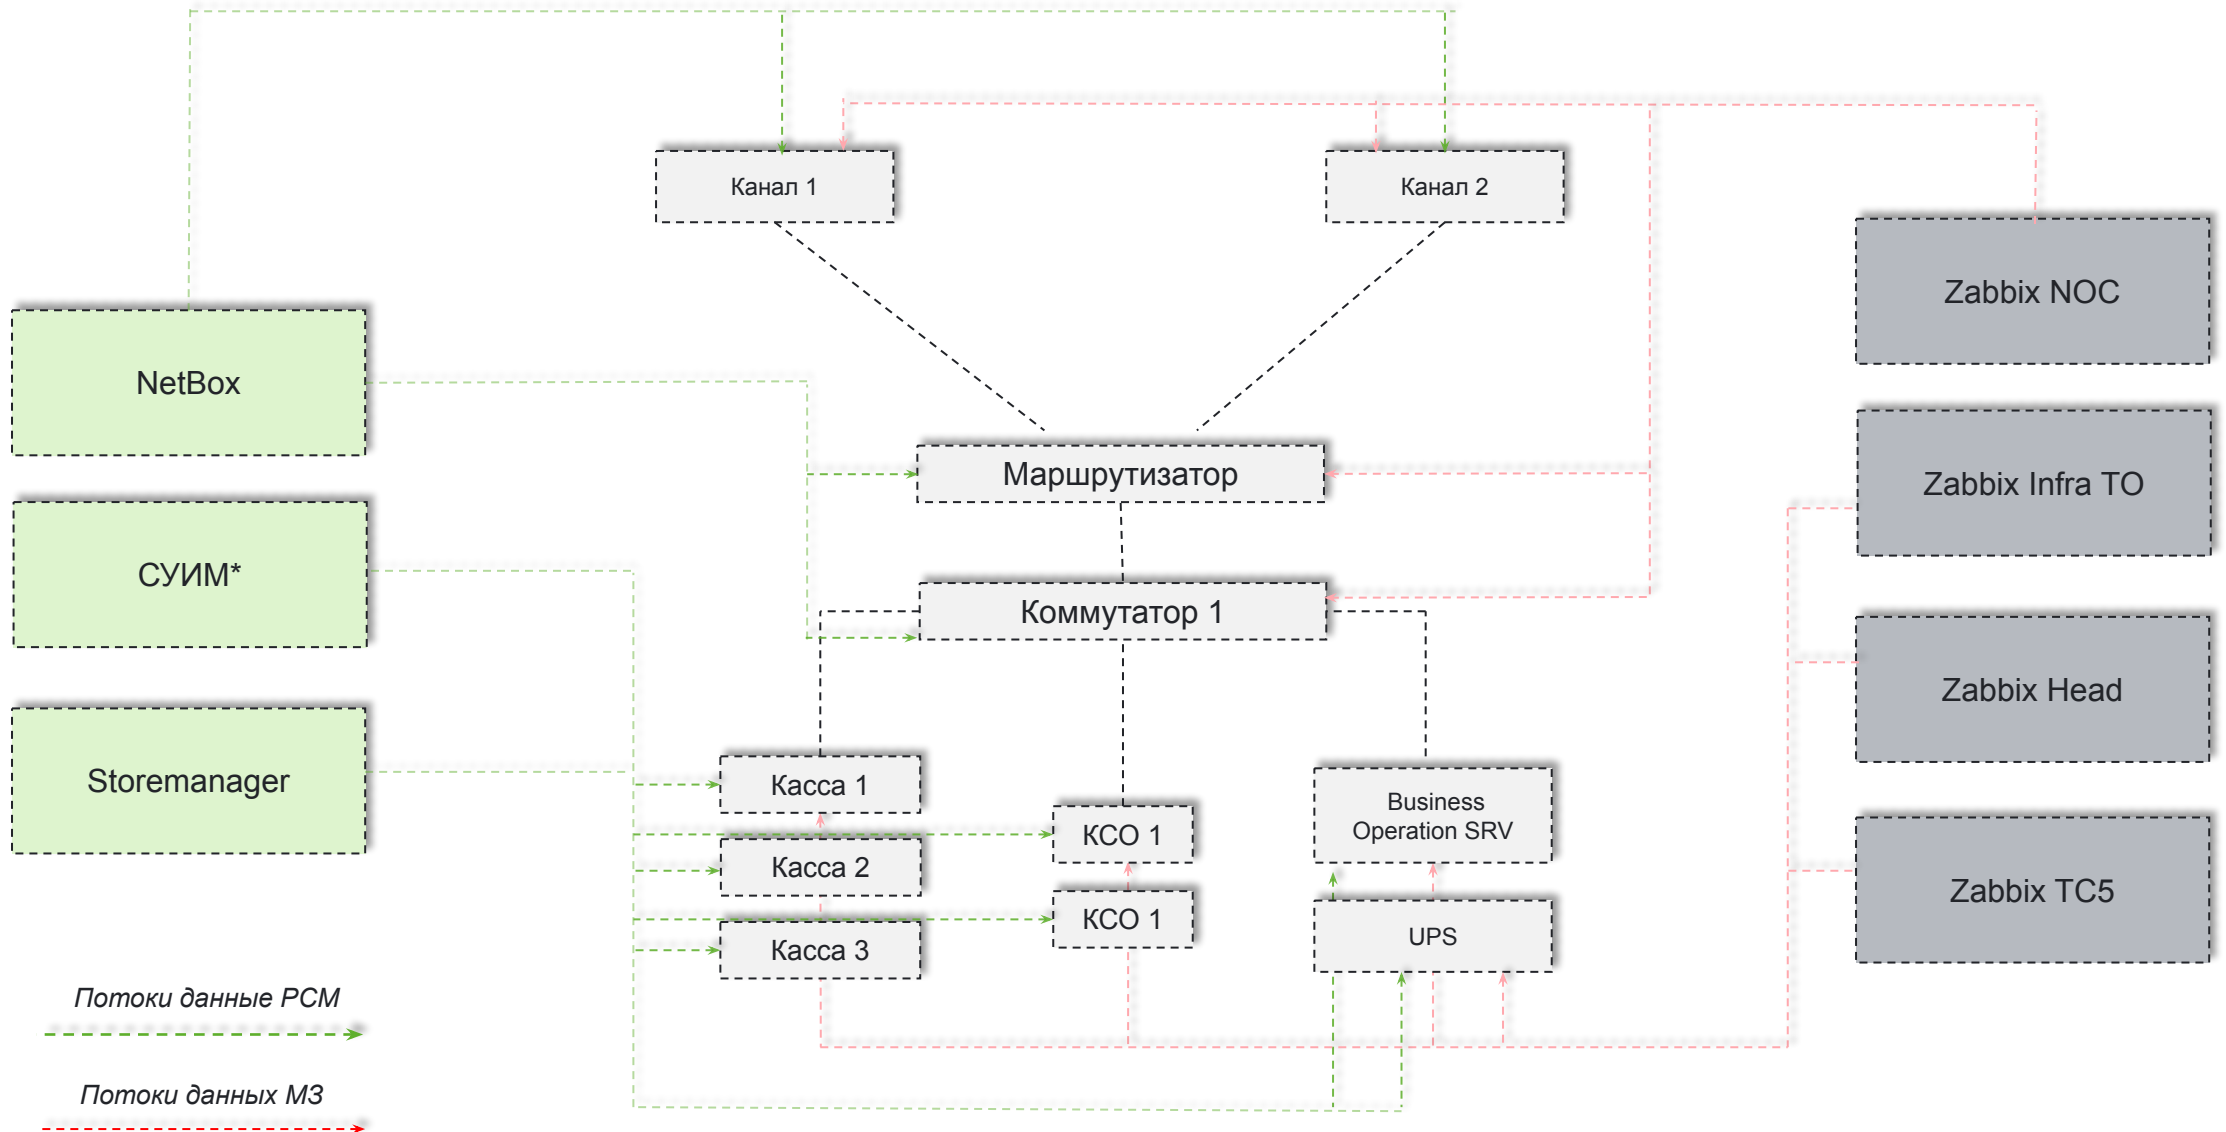 Канал 1
Канал 2
Zabbix NOC
NetBox
Маршрутизатор
Zabbix Infra TO
СУИМ*
Коммутатор 1
Zabbix Head
Storemanager
Касса 1
Business
Operation SRV
КСО 1
Касса 2
Zabbix TC5
КСО 1
UPS
Касса 3
Потоки данные РСМ
Потоки данных МЗ